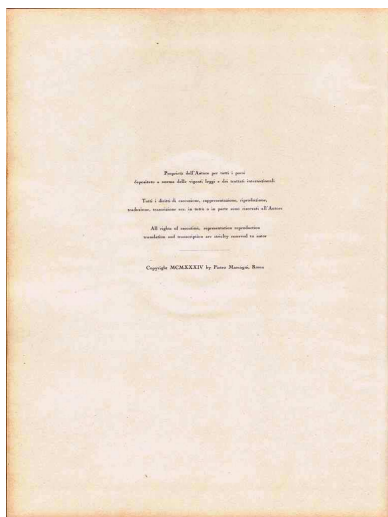 Proprietà dell'Autore per tutti i paesi
depositato a norma delle vigenti leggi e dei trattati internazionali
Tutti i diritti di esecuzione, rappresentazione, riproduzione,
traduzione, trascrizione ecc. in tutto o in parte sono riservati all'Autore
All rights of execution, representation reproduction
translation and transcription are strictly reserved to autor
Copyright MCMXXXIV by Pietro Mascagni, Roma